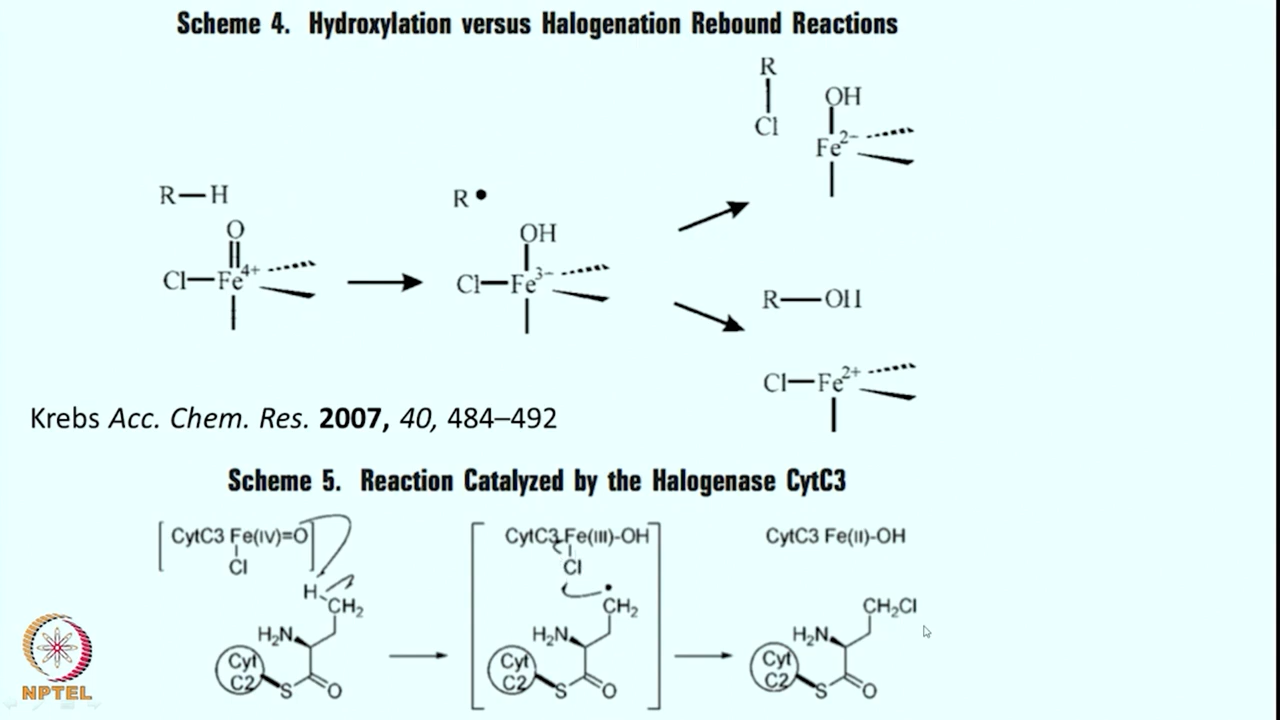 Scheme 4. Hydroxylation versus Halogenation Rebound Reactions
R
Cl
OH
Fe2-
R—H
O
Cl—Fe4+
R•
OH
Cl—Fe3-
R—OH
Cl—Fe2+
Krebs Acc. Chem. Res. 2007, 40, 484–492
Scheme 5. Reaction Catalyzed by the Halogenase CytC3
[CytC3 Fe(IV)=O]
Cl
H
CH2
H2N
Cyt
C2
S
O
CytC3 Fe(III)-OH
Cl
•
CH2
H2N
Cyt
C2
S
O
CytC3 Fe(II)-OH
CH2Cl
H2N
Cyt
C2
S
O
NPTEL